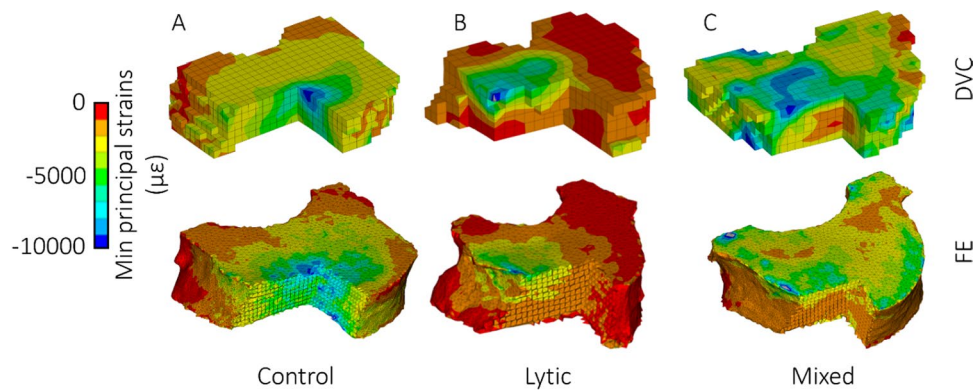 A
B
C
DVC
0
-5000
-10000
Min principal strains
(με)
FE
Control
Lytic
Mixed